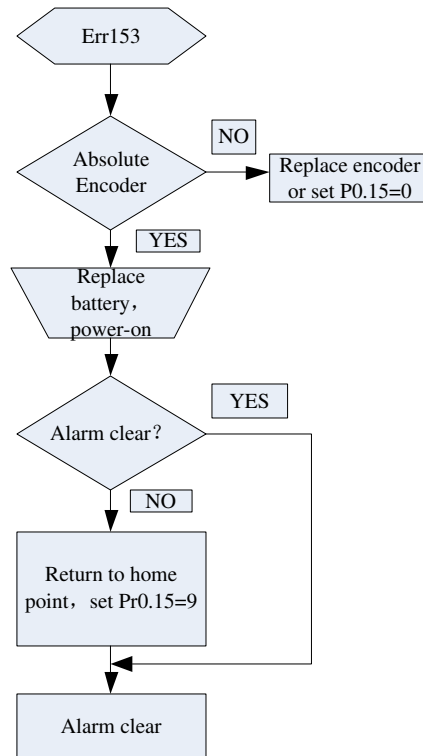 Err153
Absolute
Encoder
NO
Replace encoder
or set P0.15=0
YES
Replace
battery，
power-on
Alarm clear？
YES
NO
Return to home
point，set Pr0.15=9
Alarm clear